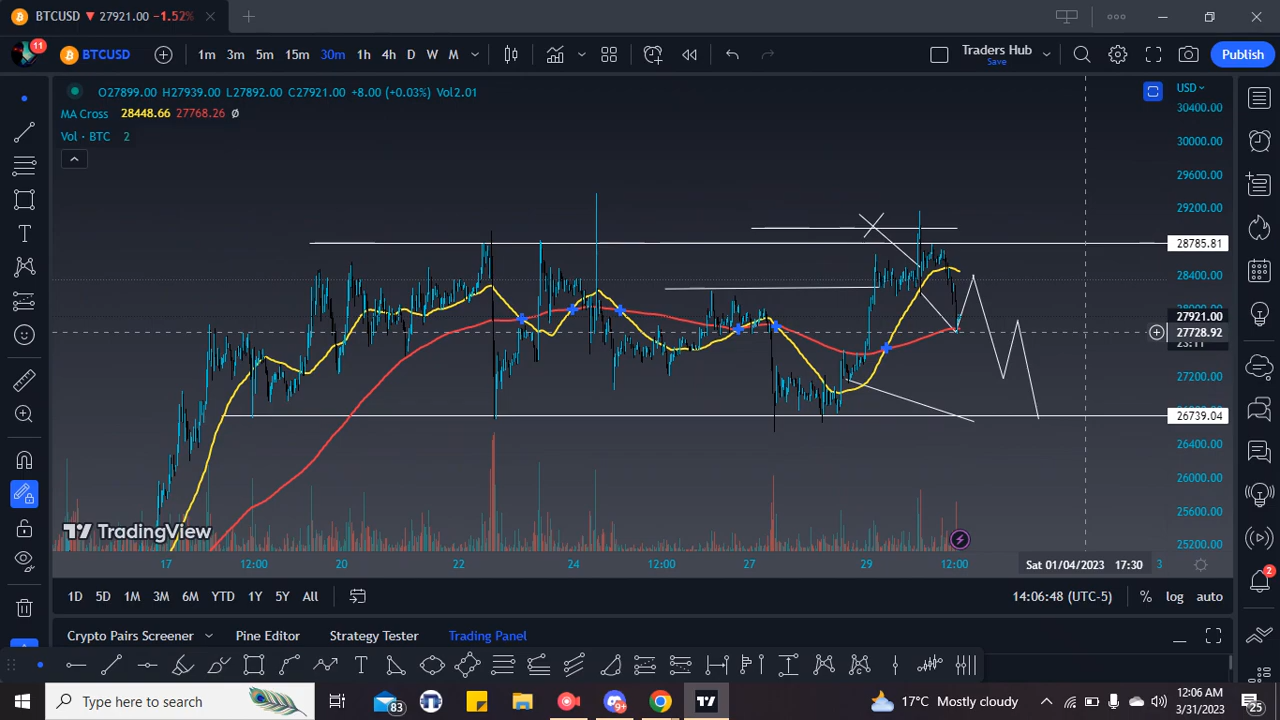 BTCUSD ▼ 27921.00 −1.52%
11
BTCUSD
1m 3m 5m 15m 30m 1h 4h D W M
Traders Hub
Save
Publish
O27899.00 H27939.00 L27892.00 C27921.00 +8.00 (+0.03%) Vol2.01
MA Cross 28448.66 27768.26 Ø
Vol · BTC 2
USD
30400.00
30000.00
29600.00
29200.00
28785.81
28400.00
27921.00
27728.92
27200.00
26739.04
26400.00
26000.00
25600.00
25200.00
TradingView
17 12:00 20 22 24 12:00 27 29 12:00 Sat 01/04/2023 17:30 3
1D 5D 1M 3M 6M YTD 1Y 5Y All
14:06:48 (UTC-5) % log auto
2
Crypto Pairs Screener Pine Editor Strategy Tester Trading Panel
Type here to search
83
9+
17°C Mostly cloudy
12:06 AM
3/31/2023
25